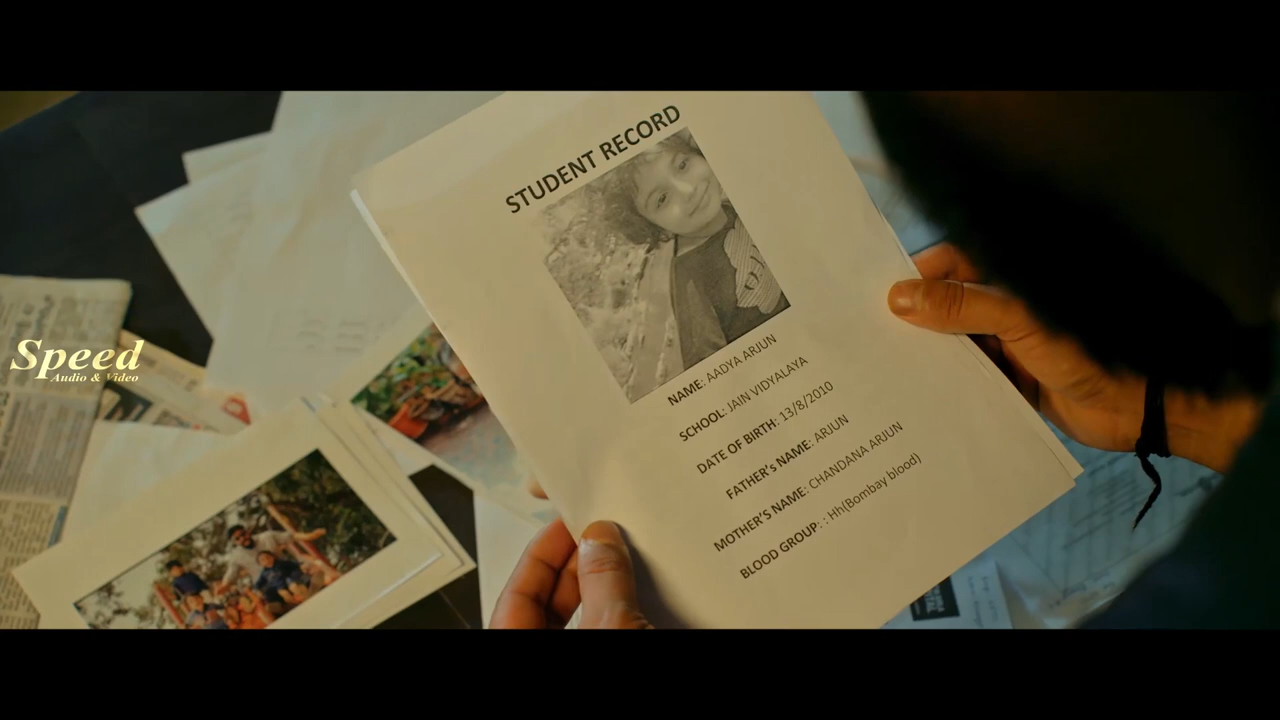 STUDENT RECORD
NAME: AADYA ARJUN
SCHOOL: JAIN VIDYALAYA
DATE OF BIRTH: 13/8/2010
FATHER's NAME: ARJUN
MOTHER'S NAME: CHANDANA ARJUN
BLOOD GROUP: : Hh(Bombay blood)
Speed
Audio & Video